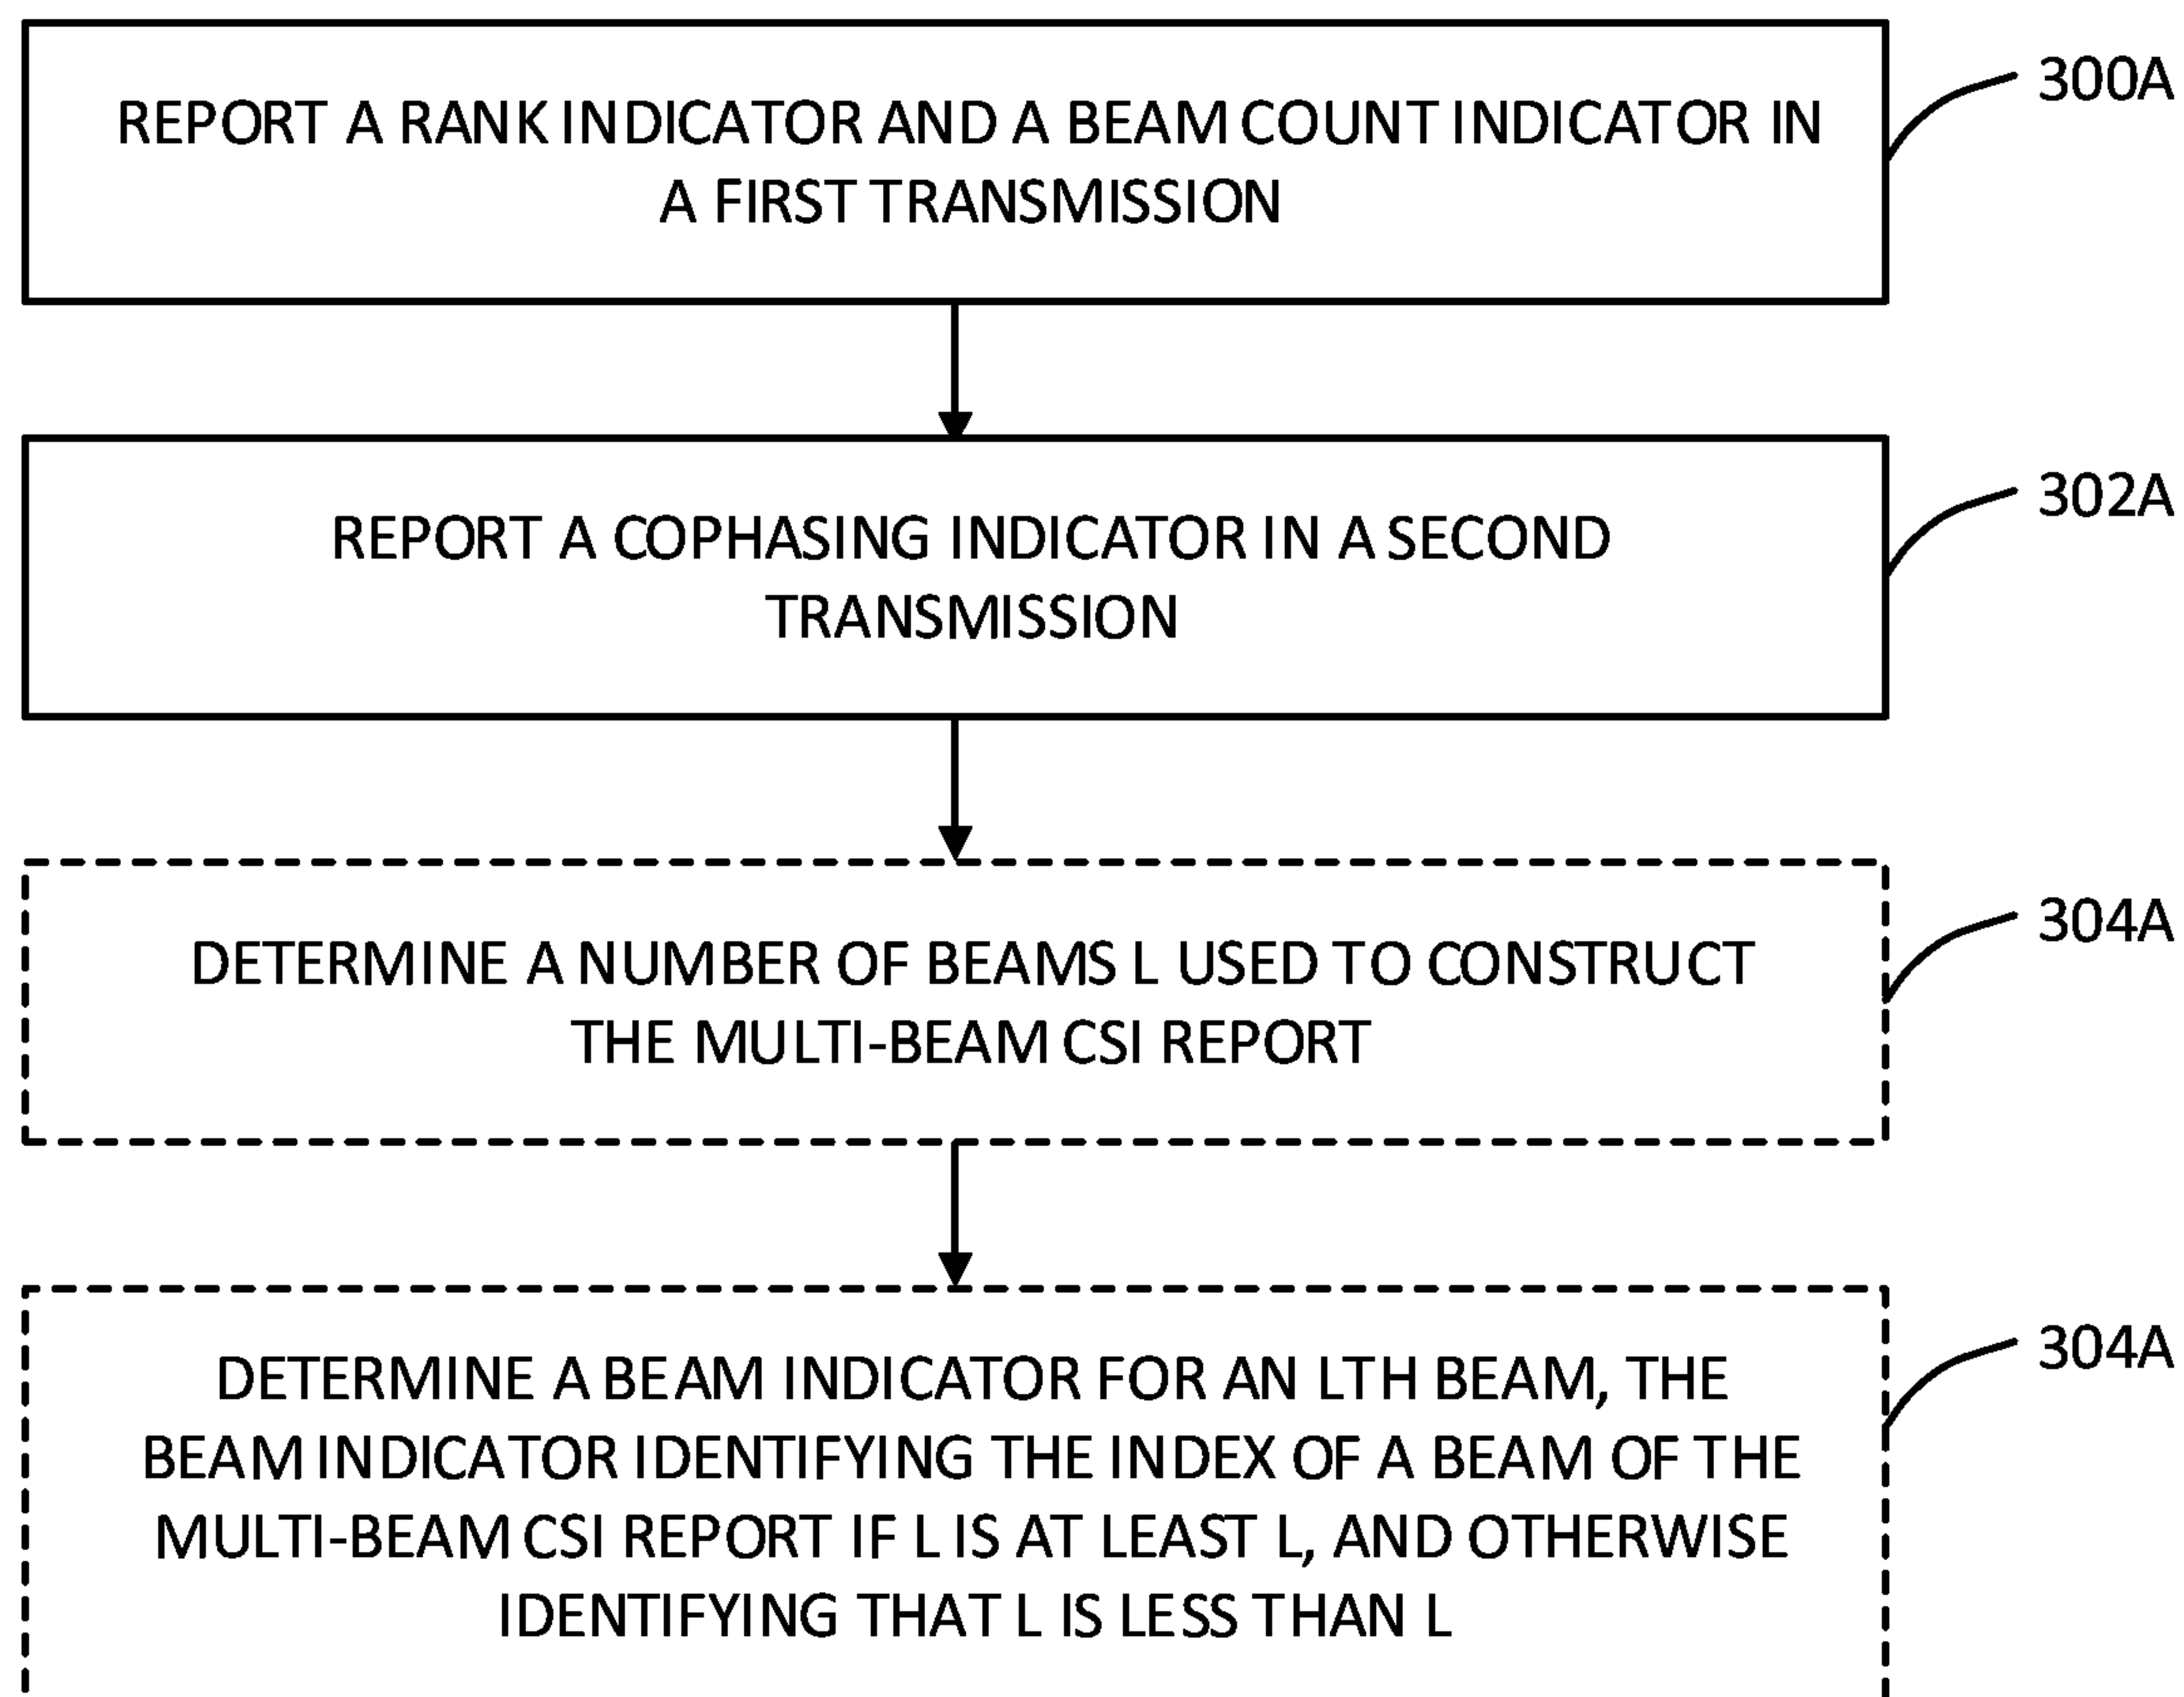 REPORT A RANK INDICATOR AND A BEAM COUNT INDICATOR IN
A FIRST TRANSMISSION
300A
REPORT A COPHASING INDICATOR IN A SECOND
TRANSMISSION
302A
DETERMINE A NUMBER OF BEAMS L USED TO CONSTRUCT
THE MULTI-BEAM CSI REPORT
304A
DETERMINE A BEAM INDICATOR FOR AN LTH BEAM, THE
BEAM INDICATOR IDENTIFYING THE INDEX OF A BEAM OF THE
MULTI-BEAM CSI REPORT IF L IS AT LEAST L, AND OTHERWISE
IDENTIFYING THAT L IS LESS THAN L
304A